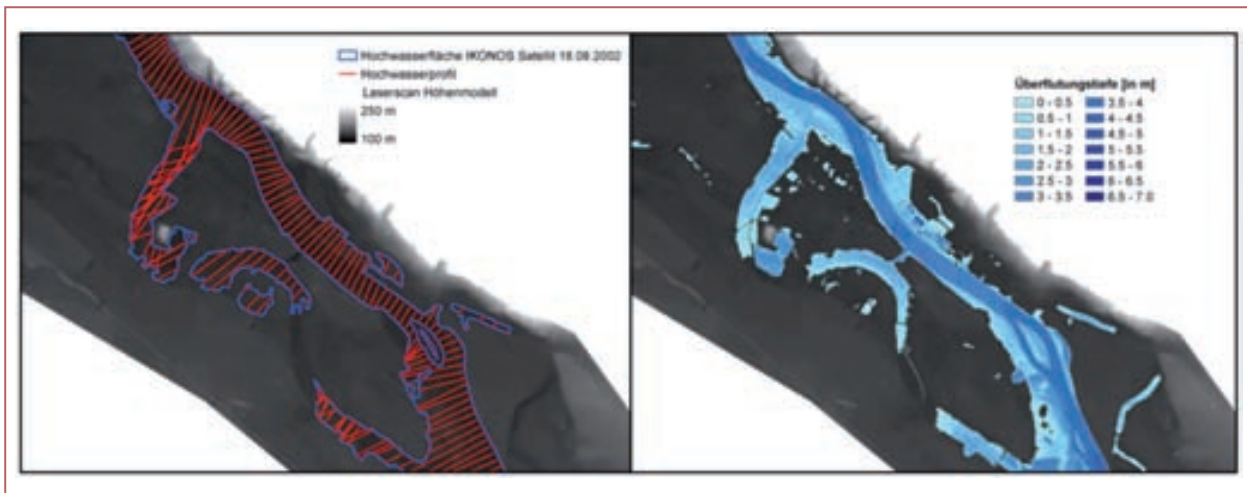 Hochwasserfläche IKONOS Satellit 18.08.2002
Hochwasserprofil
Laserscan Höhenmodell
250 m
100 m
Überflutungstiefe [in m]
0 - 0.5
0.5 - 1
1 - 1.5
1.5 - 2
2 - 2.5
2.5 - 3
3 - 3.5
3.5 - 4
4 - 4.5
4.5 - 5
5 - 5.5
5.5 - 6
6 - 6.5
6.5 - 7.0